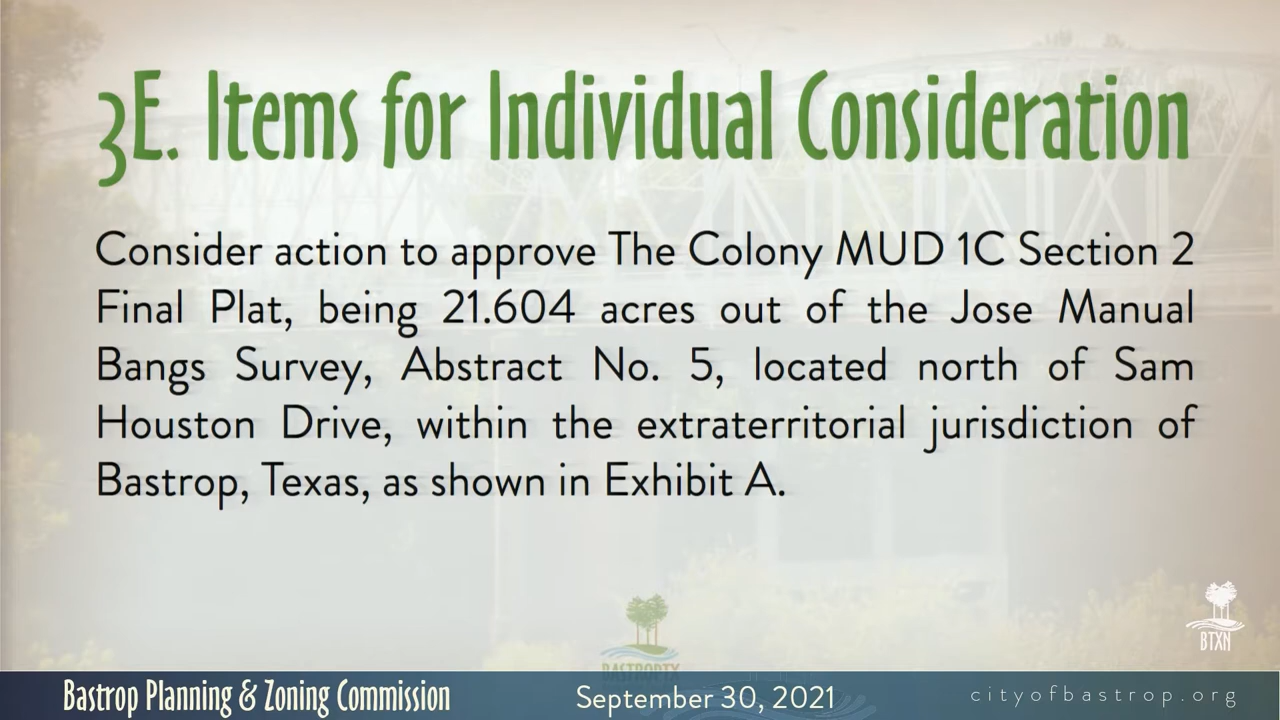 3E. Items for Individual Consideration
Consider action to approve The Colony MUD 1C Section 2
Final Plat, being 21.604 acres out of the Jose Manual
Bangs Survey, Abstract No. 5, located north of Sam
Houston Drive, within the extraterritorial jurisdiction of
Bastrop, Texas, as shown in Exhibit A.
BASTROPTX
BTXN
Bastrop Planning & Zoning Commission
September 30, 2021
cityofbastrop.org